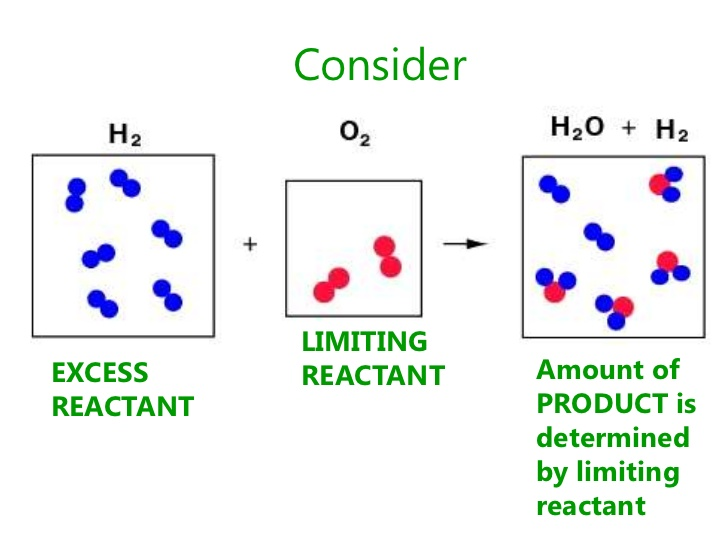 Consider
H₂
O₂
H₂O + H₂
+
EXCESS
REACTANT
LIMITING
REACTANT
Amount of
PRODUCT is
determined
by limiting
reactant